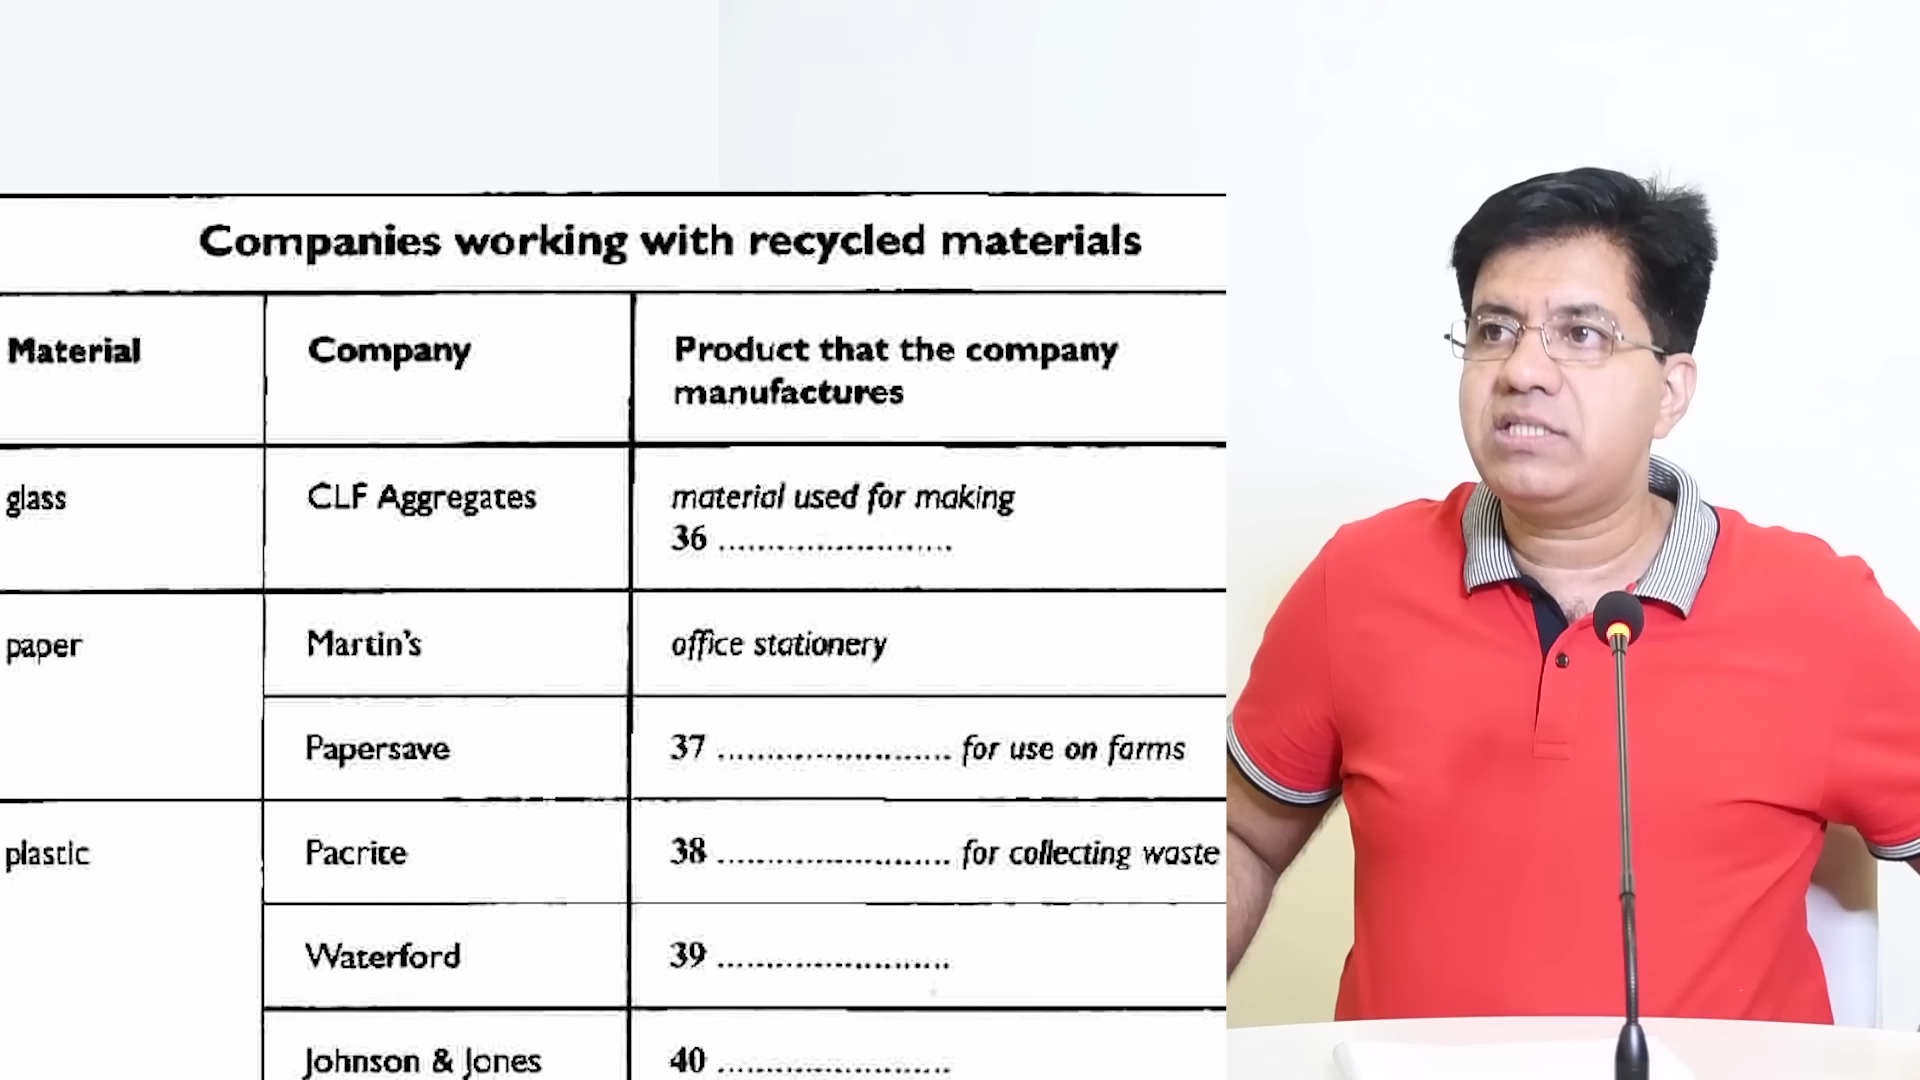 Companies working with recycled materials
Material Company Product that the company
manufactures
glass CLF Aggregates material used for making
36 ........................
paper Martin's office stationery
Papersave 37 ........................ for use on farms
plastic Pacrite 38 ........................ for collecting waste
Waterford 39 ........................
Johnson & Jones 40 ........................